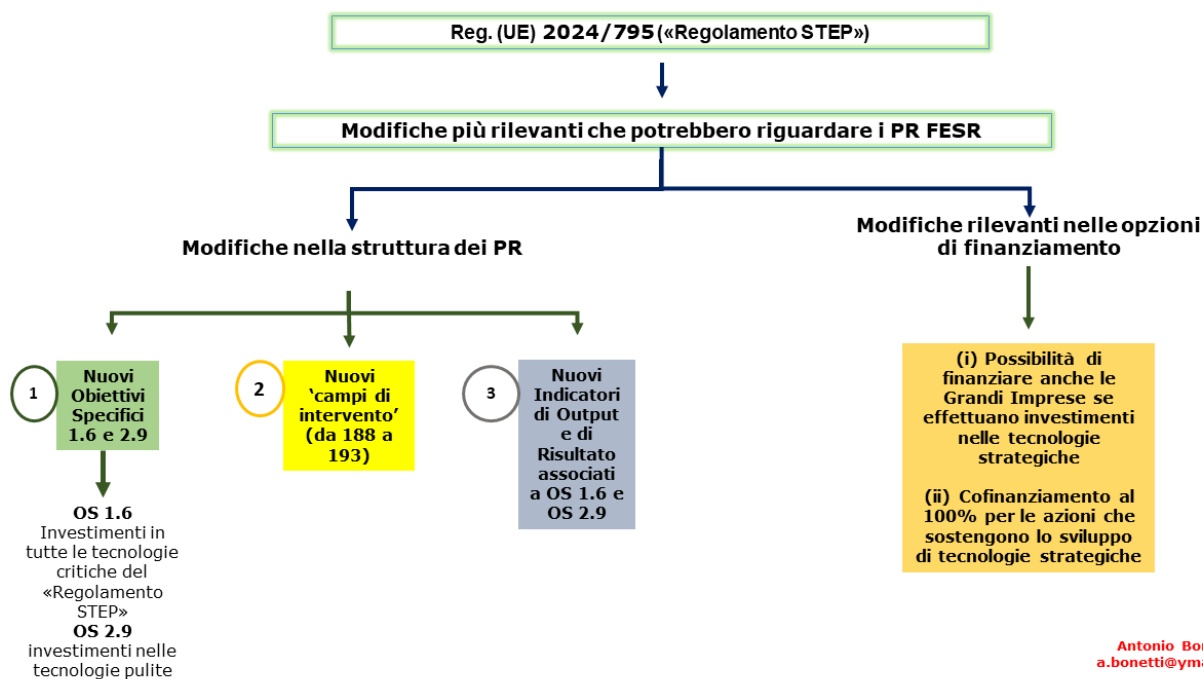 Reg. (UE) 2024/795 («Regolamento STEP»)
Modifiche più rilevanti che potrebbero riguardare i PR FESR
Modifiche nella struttura dei PR
Modifiche rilevanti nelle opzioni
di finanziamento
1
Nuovi
Obiettivi
Specifici
1.6 e 2.9
2
Nuovi
‘campi di
intervento’
(da 188 a
193)
3
Nuovi
Indicatori
di Output
e di
Risultato
associati
a OS 1.6 e
OS 2.9
(i) Possibilità di
finanziare anche le
Grandi Imprese se
effettuano investimenti
nelle tecnologie
strategiche
(ii) Cofinanziamento al
100% per le azioni che
sostengono lo sviluppo
di tecnologie strategiche
OS 1.6
Investimenti in
tutte le tecnologie
critiche del
«Regolamento
STEP»
OS 2.9
investimenti nelle
tecnologie pulite
Antonio
a.bonetti@